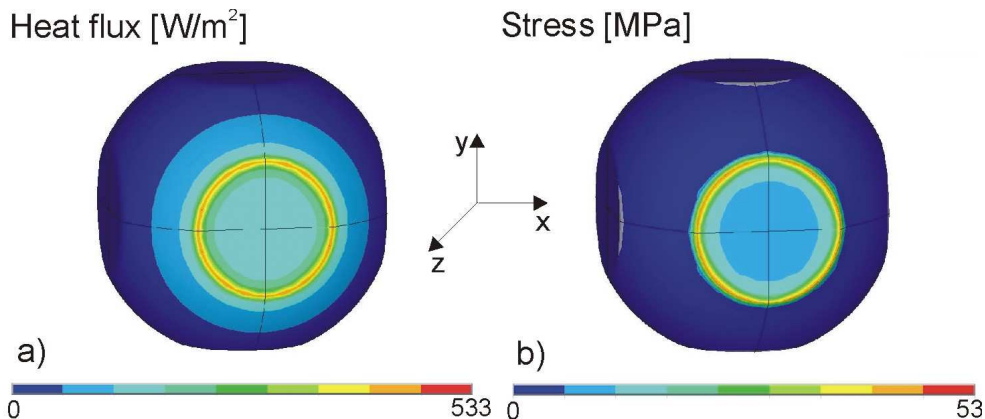 Heat flux [W/m²]
Stress [MPa]
y
x
z
a)
b)
0
533
0
53